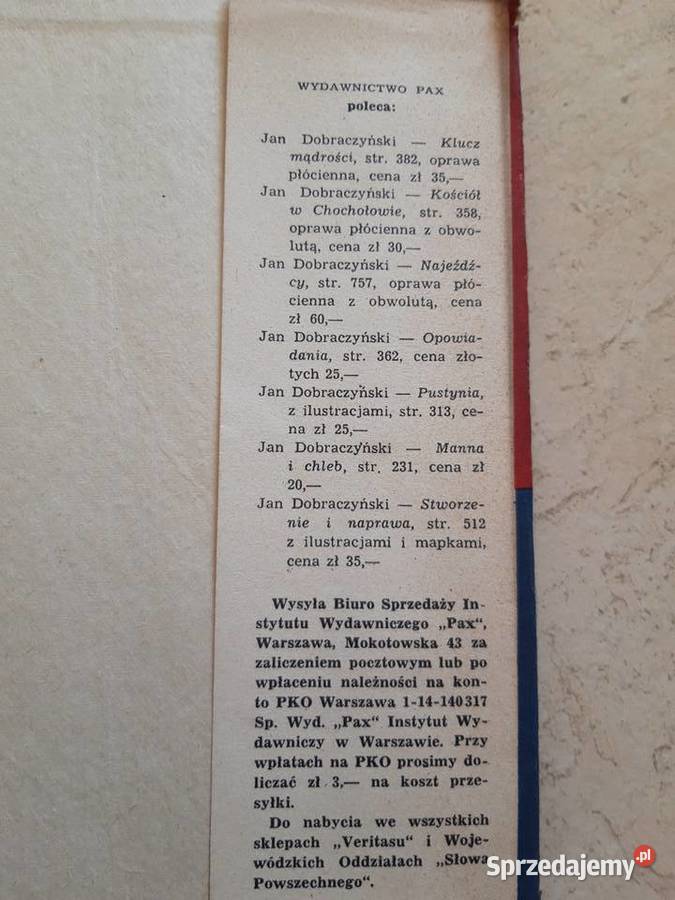 WYDAWNICTWO PAX
poleca:
Jan Dobraczyński — Klucz
mądrości, str. 382, oprawa
płócienna, cena zł 35,—
Jan Dobraczyński — Kościół
w Chochołowie, str. 358,
oprawa płócienna z obwo-
lutą, cena zł 30,—
Jan Dobraczyński — Najeźdź-
cy, str. 757, oprawa płó-
cienna z obwolutą, cena
zł 60,—
Jan Dobraczyński — Opowia-
dania, str. 362, cena zło-
tych 25,—
Jan Dobraczyński — Pustynia,
z ilustracjami, str. 313, ce-
na zł 25,—
Jan Dobraczyński — Manna
i chleb, str. 231, cena zł
20,—
Jan Dobraczyński — Stworze-
nie i naprawa, str. 512
z ilustracjami i mapkami,
cena zł 35,—
Wysyła Biuro Sprzedaży In-
stytutu Wydawniczego „Pax",
Warszawa, Mokotowska 43 za
zaliczeniem pocztowym lub po
wpłaceniu należności na kon-
to PKO Warszawa 1-14-140317
Sp. Wyd. „Pax" Instytut Wy-
dawniczy w Warszawie. Przy
wpłatach na PKO prosimy do-
liczać zł 3,— na koszt prze-
syłki.
Do nabycia we wszystkich
sklepach „Veritasu" i Woje-
wódzkich Oddziałach „Słowa
Powszechnego".
Sprzedajemy.pl